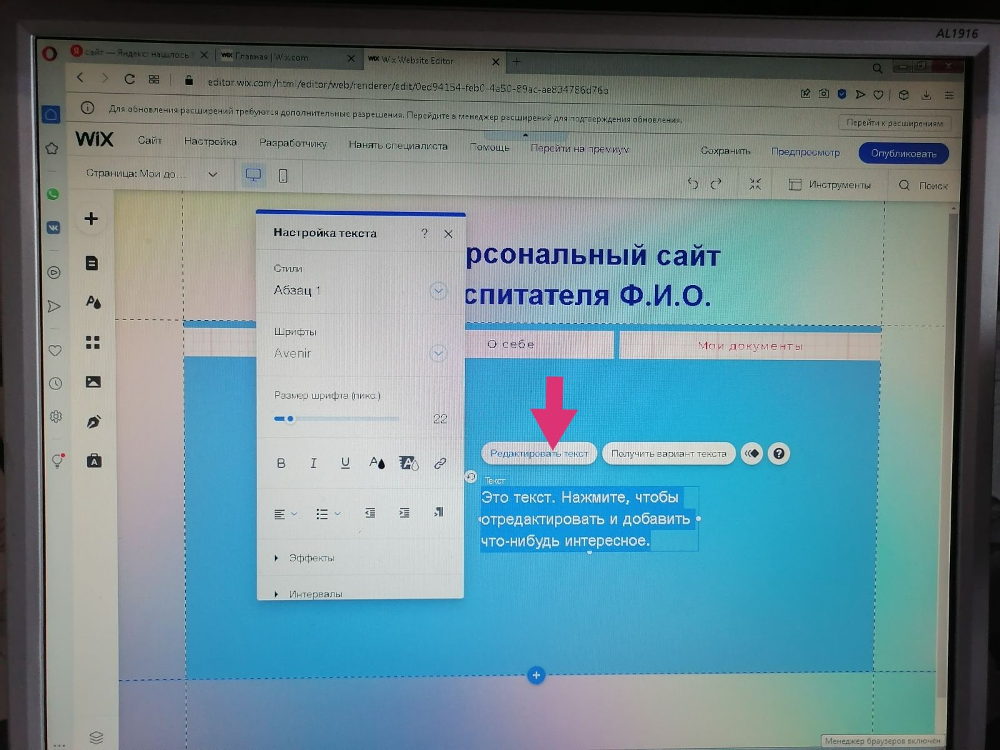 AL1916
сайт — Яндекс: нашлось
WiX Главная | Wix.com
WiX Wix Website Editor
editor.wix.com/html/editor/web/renderer/edit/0ed94154-feb0-4a50-89ac-ae834786d76b
Для обновления расширений требуются дополнительные разрешения. Перейдите в менеджер расширений для подтверждения обновления.
Перейти к расширениям
WiX Сайт Настройка Разработчику Нанять специалиста Помощь Перейти на премиум Сохранить Предпросмотр Опубликовать
Страница: Мои до... Инструменты Поиск
Настройка текста ?
Стили
Абзац 1
Шрифты
Avenir
Размер шрифта (пикс.)
22
B I U A A
Эффекты
Интервалы
рсональный сайт
спитателя Ф.И.О.
О себе Мои документы
Редактировать текст Получить вариант текста ?
Текст
Это текст. Нажмите, чтобы
отредактировать и добавить
что-нибудь интересное.
Менеджер браузеров включён